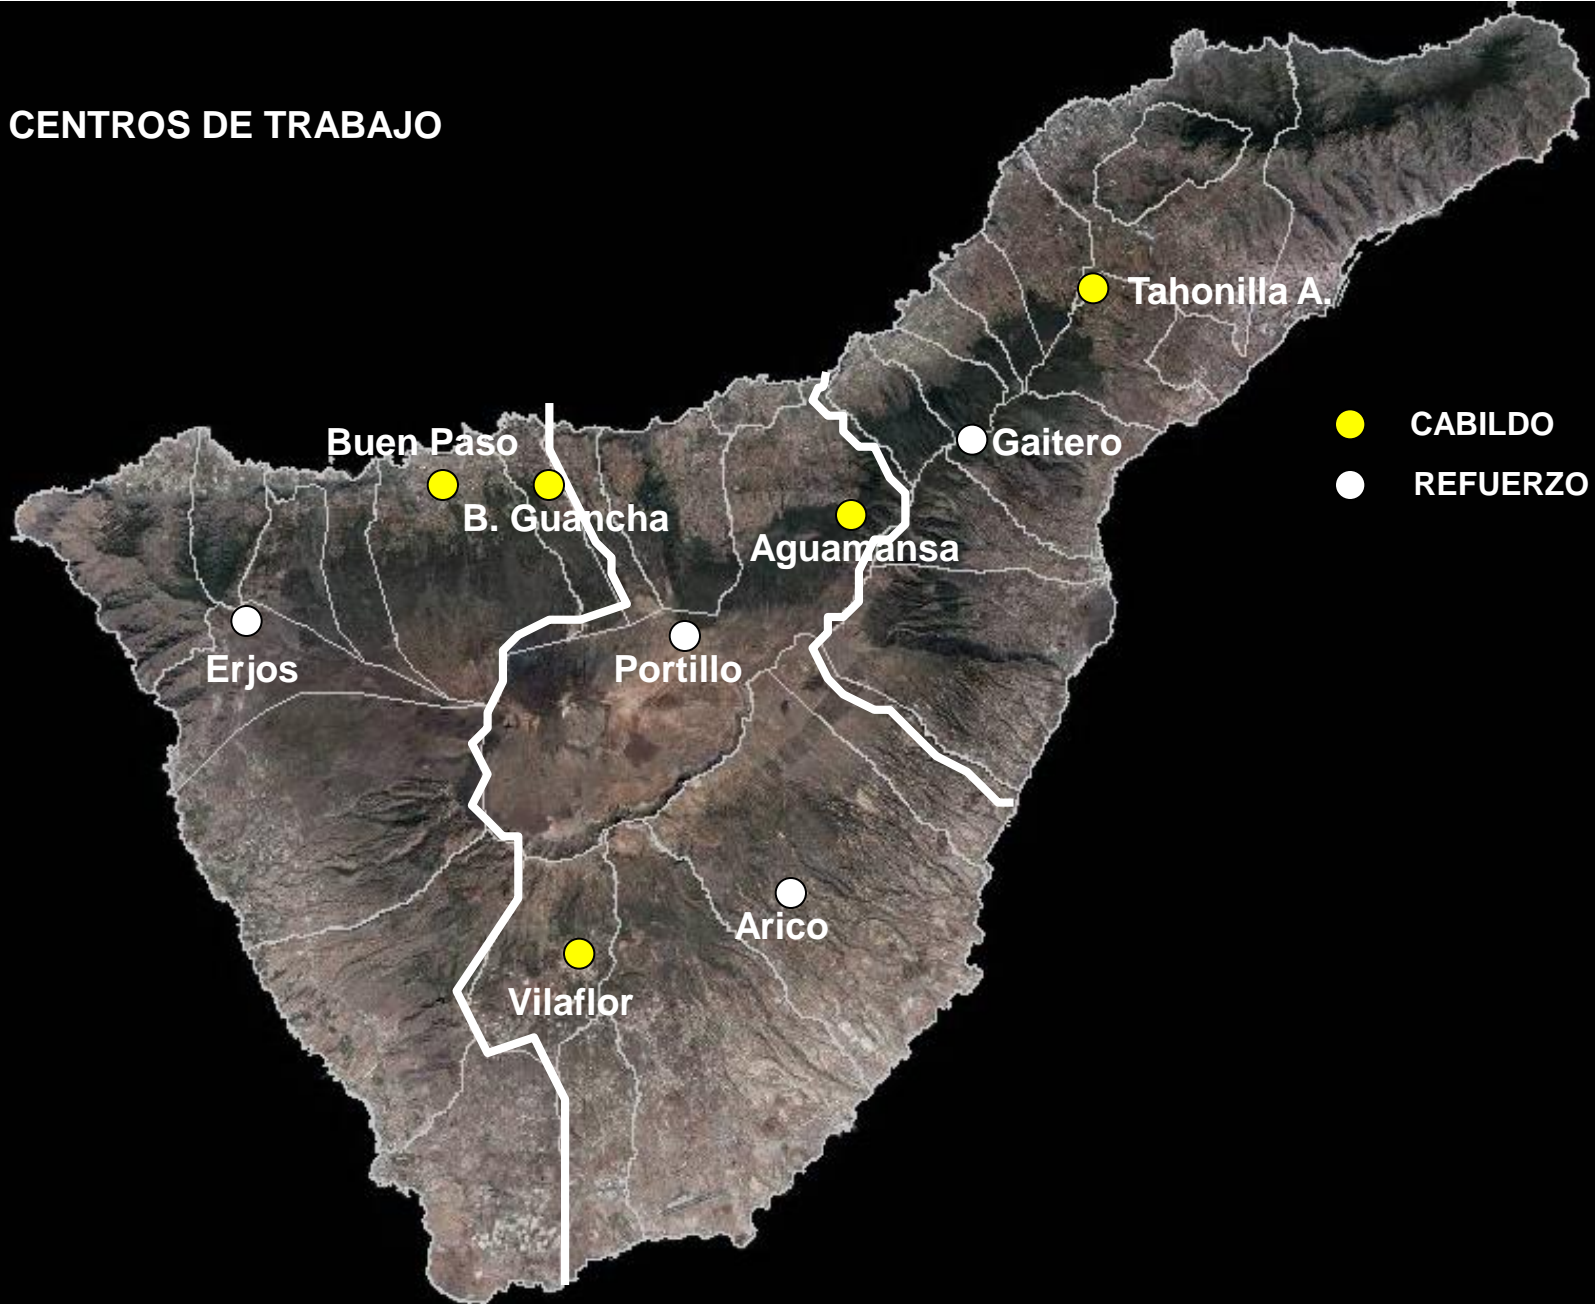 CENTROS DE TRABAJO
Tahonilla A.
CABILDO
Buen Paso
Gaitero
REFUERZO
B. Guancha
Aguamansa
Erjos
Portillo
Arico
Vilaflor